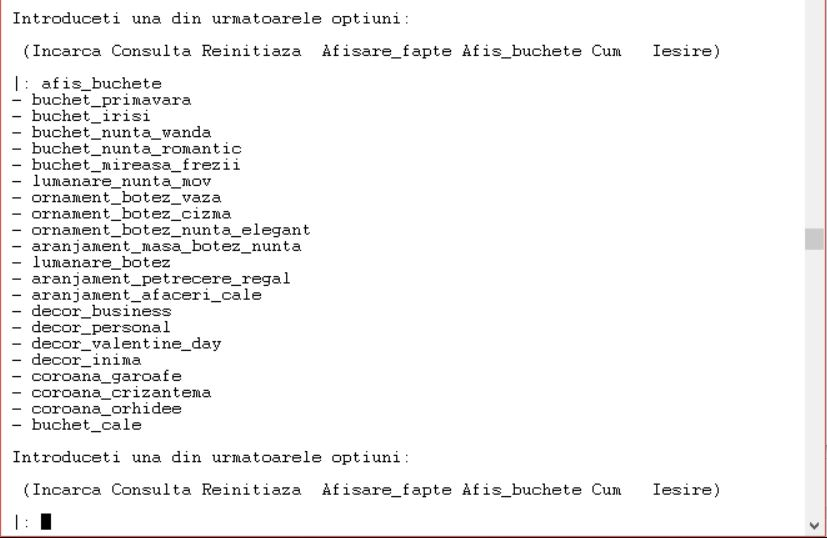 Introduceti una din urmatoarele optiuni:
(Incarca Consulta Reinitiaza  Afisare_fapte Afis_buchete Cum   Iesire)
|: afis_buchete
- buchet_primavara
- buchet_irisi
- buchet_nunta_wanda
- buchet_nunta_romantic
- buchet_mireasa_frezii
- lumanare_nunta_mov
- ornament_botez_vaza
- ornament_botez_cizma
- ornament_botez_nunta_elegant
- aranjament_masa_botez_nunta
- lumanare_botez
- aranjament_petrecere_regal
- aranjament_afaceri_cale
- decor_business
- decor_personal
- decor_valentine_day
- decor_inima
- coroana_garoafe
- coroana_crizantema
- coroana_orhidee
- buchet_cale
Introduceti una din urmatoarele optiuni:
(Incarca Consulta Reinitiaza  Afisare_fapte Afis_buchete Cum   Iesire)
|: